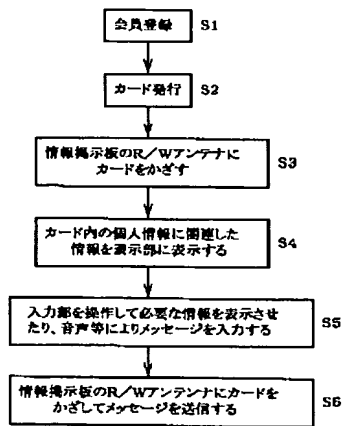 会員登録 S1
カード発行 S2
情報掲示板のR／Wアンテナに
カードをかざす
S3
カード内の個人情報に関連した
情報を表示部に表示する
S4
入力部を操作して必要な情報を表示させ
たり、音声等によりメッセージを入力する
S5
情報掲示板のR／Wアンテナにカードを
かざしてメッセージを送信する
S6